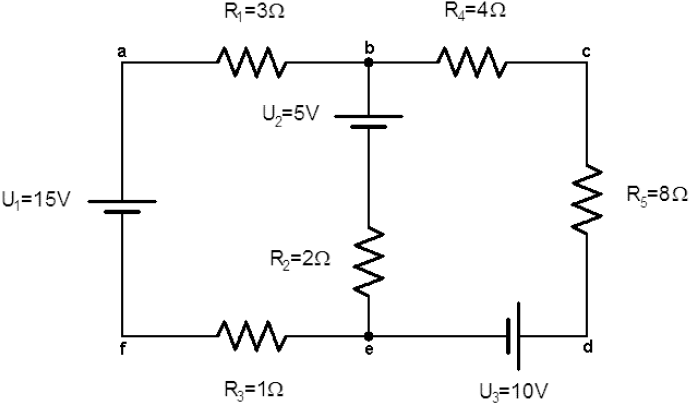 R₁=3Ω
R₄=4Ω
a
b
c
U₂=5V
U₁=15V
R₅=8Ω
R₂=2Ω
f
e
d
R₃=1Ω
U₃=10V